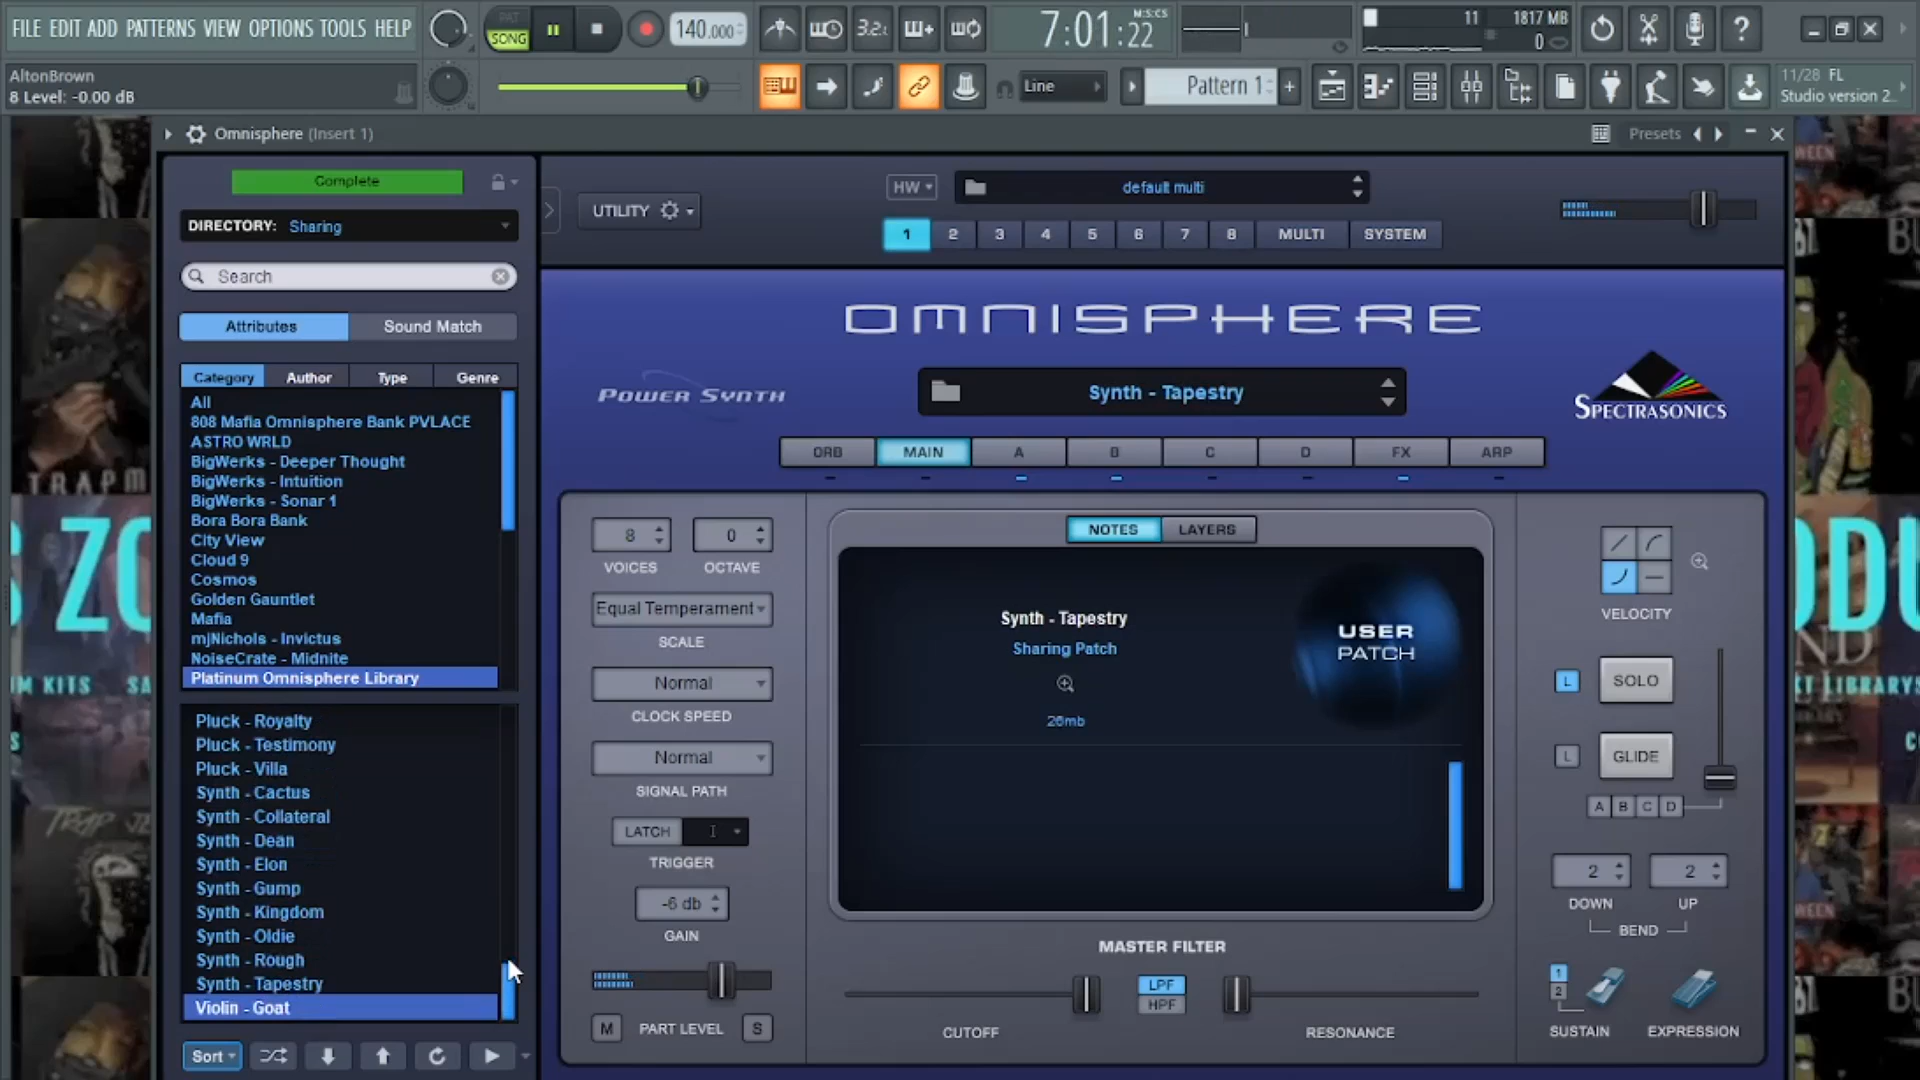 FILE EDIT ADD PATTERNS VIEW OPTIONS TOOLS HELP
PAT
SONG
140.000
3.2
7:01:22
M:S:CS
11
1817 MB
0
AltonBrown
8 Level: -0.00 dB
Line
Pattern 1
11/28 FL
Studio version 2..
Omnisphere (Insert 1)
Presets
Complete
DIRECTORY: Sharing
Search
Attributes
Sound Match
Category
Author
Type
Genre
All
808 Mafia Omnisphere Bank PVLACE
ASTRO WRLD
BigWerks - Deeper Thought
BigWerks - Intuition
BigWerks - Sonar 1
Bora Bora Bank
City View
Cloud 9
Cosmos
Golden Gauntlet
Mafia
mjNichols - Invictus
NoiseCrate - Midnite
Platinum Omnisphere Library
Pluck - Royalty
Pluck - Testimony
Pluck - Villa
Synth - Cactus
Synth - Collateral
Synth - Dean
Synth - Elon
Synth - Gump
Synth - Kingdom
Synth - Oldie
Synth - Rough
Synth - Tapestry
Violin - Goat
Sort
UTILITY
HW
default multi
1 2 3 4 5 6 7 8 MULTI SYSTEM
OMNISPHERE
POWER SYNTH
Synth - Tapestry
SPECTRASONICS
ORB MAIN A B C D FX ARP
8
VOICES
0
OCTAVE
Equal Temperament
SCALE
Normal
CLOCK SPEED
Normal
SIGNAL PATH
LATCH
TRIGGER
-6 db
GAIN
M PART LEVEL S
NOTES LAYERS
Synth - Tapestry
Sharing Patch
26mb
USER
PATCH
MASTER FILTER
LPF
HPF
CUTOFF
RESONANCE
VELOCITY
L SOLO
L GLIDE
A B C D
2
DOWN
2
UP
BEND
1
2
SUSTAIN
EXPRESSION
TRAP
ZO
ODU